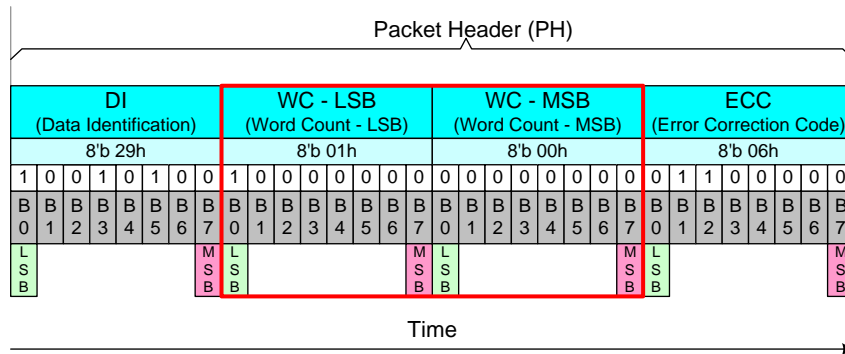 Packet Header (PH)
DI WC - LSB WC - MSB ECC
(Data Identification) (Word Count - LSB) (Word Count - MSB) (Error Correction Code)
8'b 29h 8'b 01h 8'b 00h 8'b 06h
1 0 0 1 0 1 0 0 1 0 0 0 0 0 0 0 0 0 0 0 0 0 0 0 0 1 1 0 0 0 0 0
B B B B B B B B B B B B B B B B B B B B B B B B B B B B B B B B
0 1 2 3 4 5 6 7 0 1 2 3 4 5 6 7 0 1 2 3 4 5 6 7 0 1 2 3 4 5 6 7
L M L M L M L M
S S S S S S S S
B B B B B B B B
Time